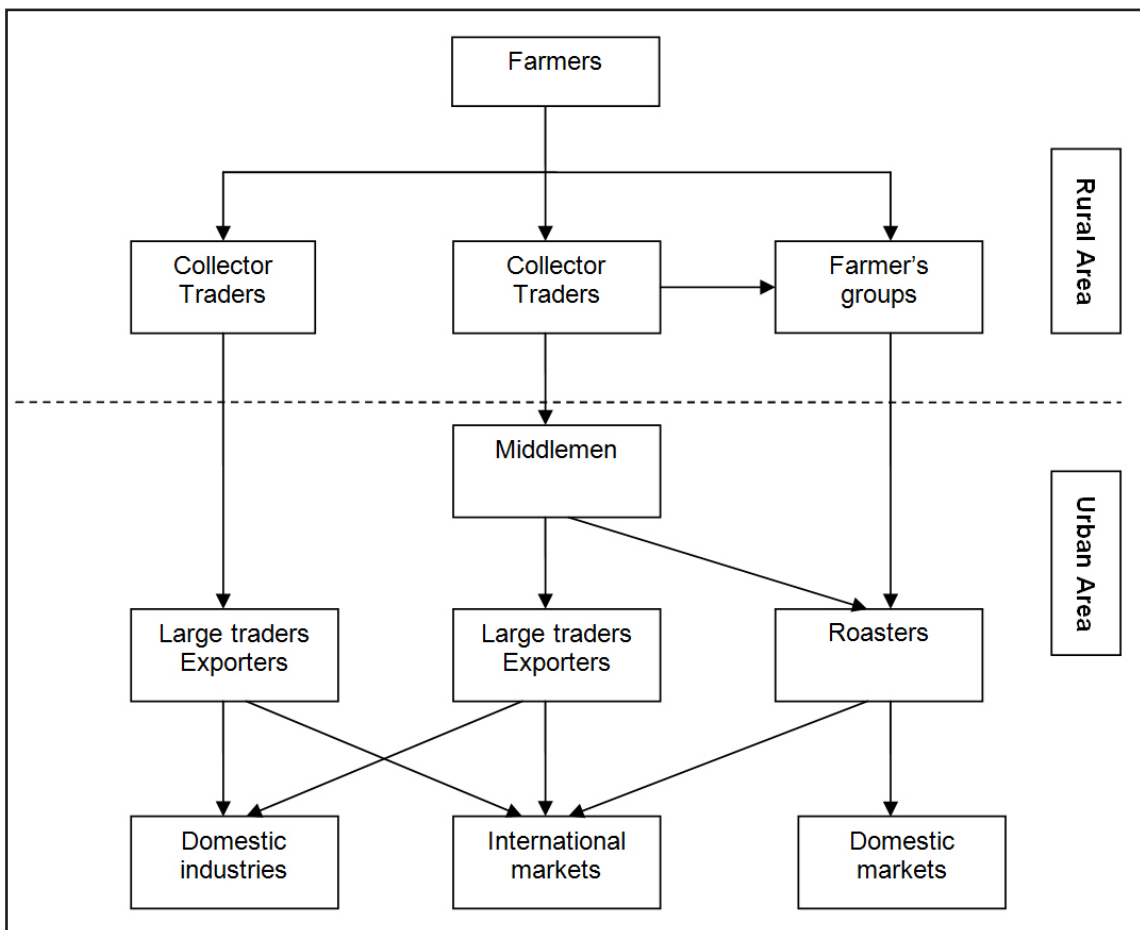 Farmers
Rural Area
Collector
Traders
Collector
Traders
Farmer's
groups
Middlemen
Urban Area
Large traders
Exporters
Large traders
Exporters
Roasters
Domestic
industries
International
markets
Domestic
markets